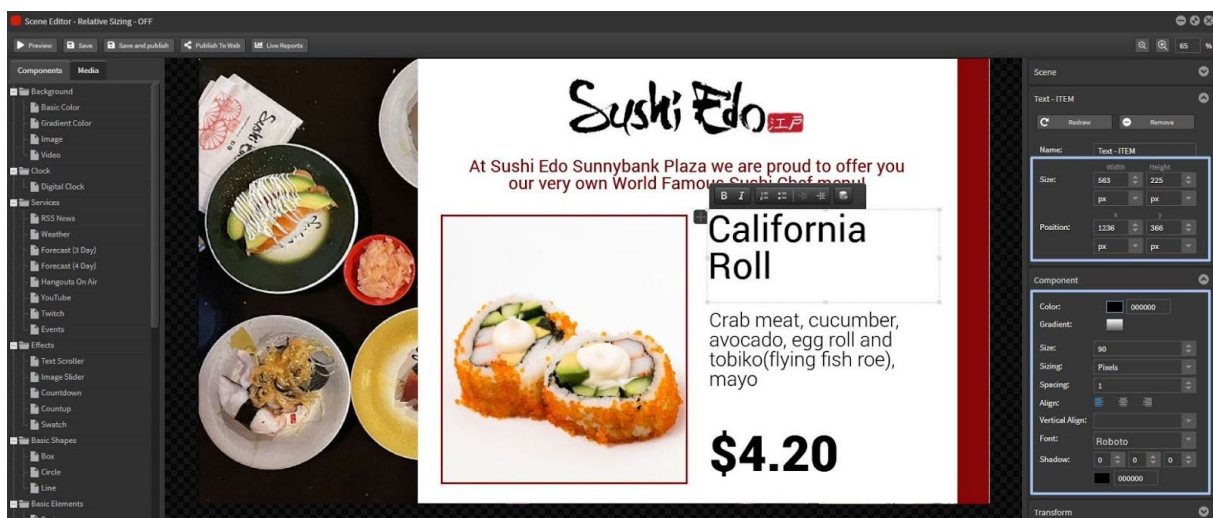 Scene Editor - Relative Sizing - OFF
Preview
Save
Save and publish
Publish To Web
Live Reports
65
%
Components
Media
Background
Basic Color
Gradient Color
Image
Video
Clock
Digital Clock
Services
RSS News
Weather
Forecast (3 Day)
Forecast (4 Day)
Hangouts On Air
YouTube
Twitch
Events
Effects
Text Scroller
Image Slider
Countdown
Countup
Swatch
Basic Shapes
Box
Circle
Line
Basic Elements
Sushi Edo
Sushi Edo 江戸
At Sushi Edo Sunnybank Plaza we are proud to offer you
our very own World Famous Sushi Chef menu!
B I
California
Roll
Crab meat, cucumber,
avocado, egg roll and
tobiko(flying fish roe),
mayo
$4.20
Scene
Text - ITEM
Redraw
Remove
Name: Text - ITEM
Width Height
Size: 563 225
px px
x y
Position: 1236 366
px px
Component
Color: 000000
Gradient:
Size: 90
Sizing: Pixels
Spacing: 1
Align:
Vertical Align:
Font: Roboto
Shadow: 0 0 0
000000
Transform